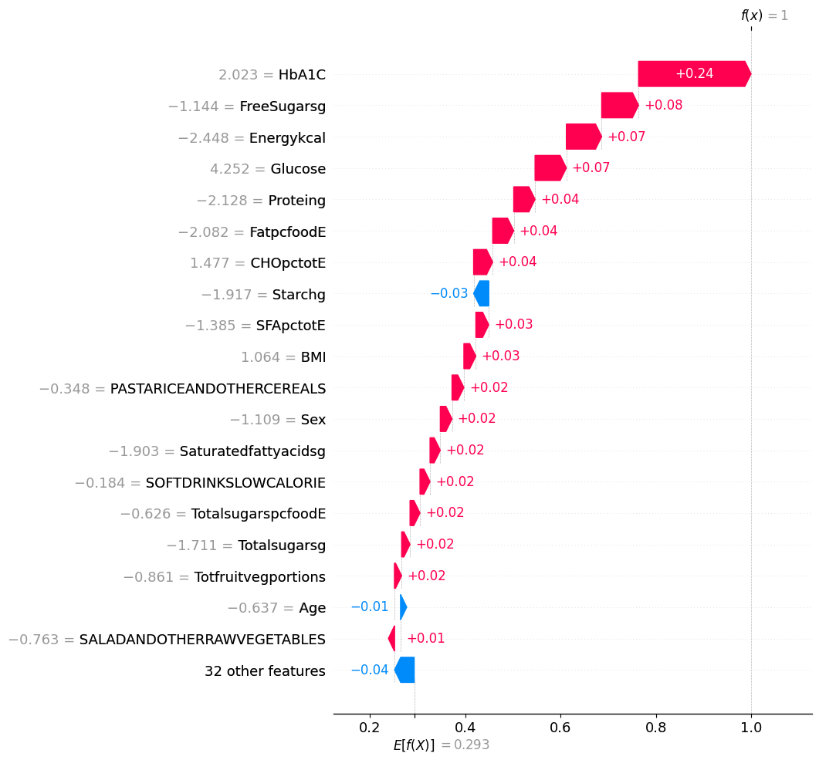 f(x) = 1
2.023 = HbA1C
+0.24
−1.144 = FreeSugarsg
+0.08
−2.448 = Energykcal
+0.07
4.252 = Glucose
+0.07
−2.128 = Proteing
+0.04
−2.082 = FatpcfoodE
+0.04
1.477 = CHOpctotE
+0.04
−1.917 = Starchg
−0.03
−1.385 = SFApctotE
+0.03
1.064 = BMI
+0.03
−0.348 = PASTARICEANDOTHERCEREALS
+0.02
−1.109 = Sex
+0.02
−1.903 = Saturatedfattyacidsg
+0.02
−0.184 = SOFTDRINKSLOWCALORIE
+0.02
−0.626 = TotalsugarspcfoodE
+0.02
−1.711 = Totalsugarsg
+0.02
−0.861 = Totfruitvegportions
+0.02
−0.637 = Age
−0.01
−0.763 = SALADANDOTHERRAWVEGETABLES
+0.01
32 other features
−0.04
0.2 0.4 0.6 0.8 1.0
E[f(X)] = 0.293